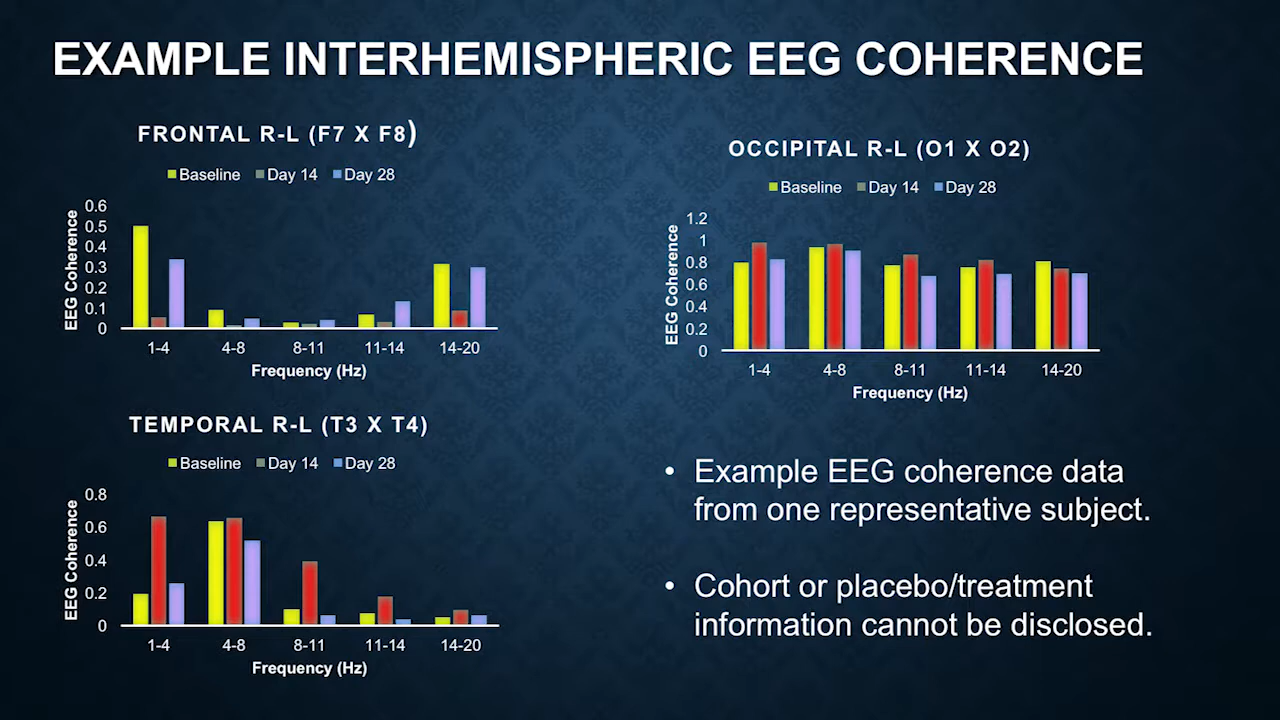 EXAMPLE INTERHEMISPHERIC EEG COHERENCE
FRONTAL R-L (F7 X F8)
Baseline Day 14 Day 28
EEG Coherence
0.6
0.5
0.4
0.3
0.2
0.1
0
1-4 4-8 8-11 11-14 14-20
Frequency (Hz)
OCCIPITAL R-L (O1 X O2)
Baseline Day 14 Day 28
EEG Coherence
1.2
1
0.8
0.6
0.4
0.2
0
1-4 4-8 8-11 11-14 14-20
Frequency (Hz)
TEMPORAL R-L (T3 X T4)
Baseline Day 14 Day 28
EEG Coherence
0.8
0.6
0.4
0.2
0
1-4 4-8 8-11 11-14 14-20
Frequency (Hz)
• Example EEG coherence data
from one representative subject.
• Cohort or placebo/treatment
information cannot be disclosed.